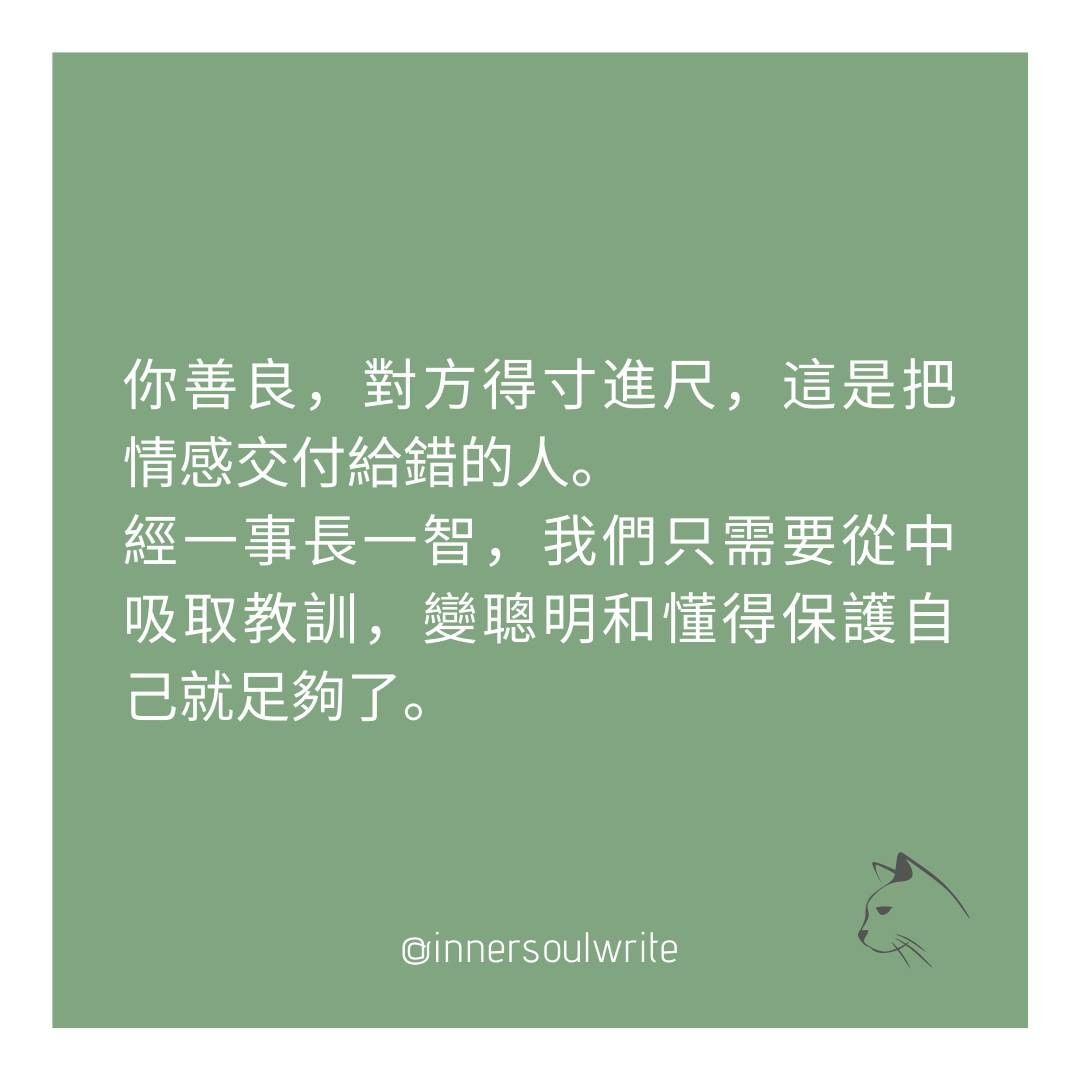 你善良，對方得寸進尺，這是把
情感交付給錯的人。
經一事長一智，我們只需要從中
吸取教訓，變聰明和懂得保護自
己就足夠了。
@innersoulwrite